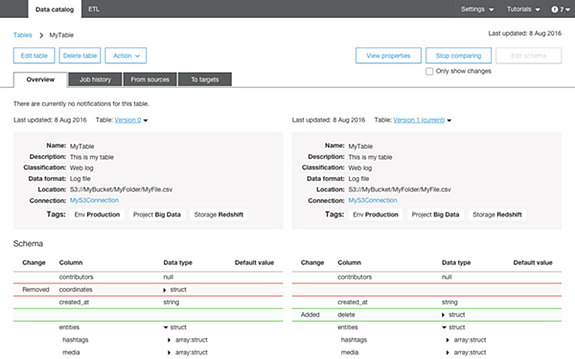 Data catalog ETL Settings Tutorials 7
Tables MyTable Last updated: 8 Aug 2016
Edit table Delete table Action View properties Stop comparing Edit schema
Only show changes
Overview Job history From sources To targets
There are currently no notifications for this table.
Last updated: 8 Aug 2016 Table: Version 0 Last updated: 8 Aug 2016 Table: Version 1 (current)
Name: MyTable Name: MyTable
Description: This is my table Description: This is my table
Classification: Web log Classification: Web log
Data format: Log file Data format: Log file
Location: S3://MyBucket/MyFolder/MyFile.csv Location: S3://MyBucket/MyFolder/MyFile.csv
Connection: MyS3Connection Connection: MyS3Connection
Tags: Env Production Project Big Data Storage Redshift Tags: Env Production Project Big Data Storage Redshift
Schema
Change Column Data type Default value Change Column Data type Default value
contributors null contributors null
Removed coordinates struct
created_at string created_at string
Added delete struct
entities struct entities struct
hashtags array:struct hashtags array:struct
media array:struct media array:struct